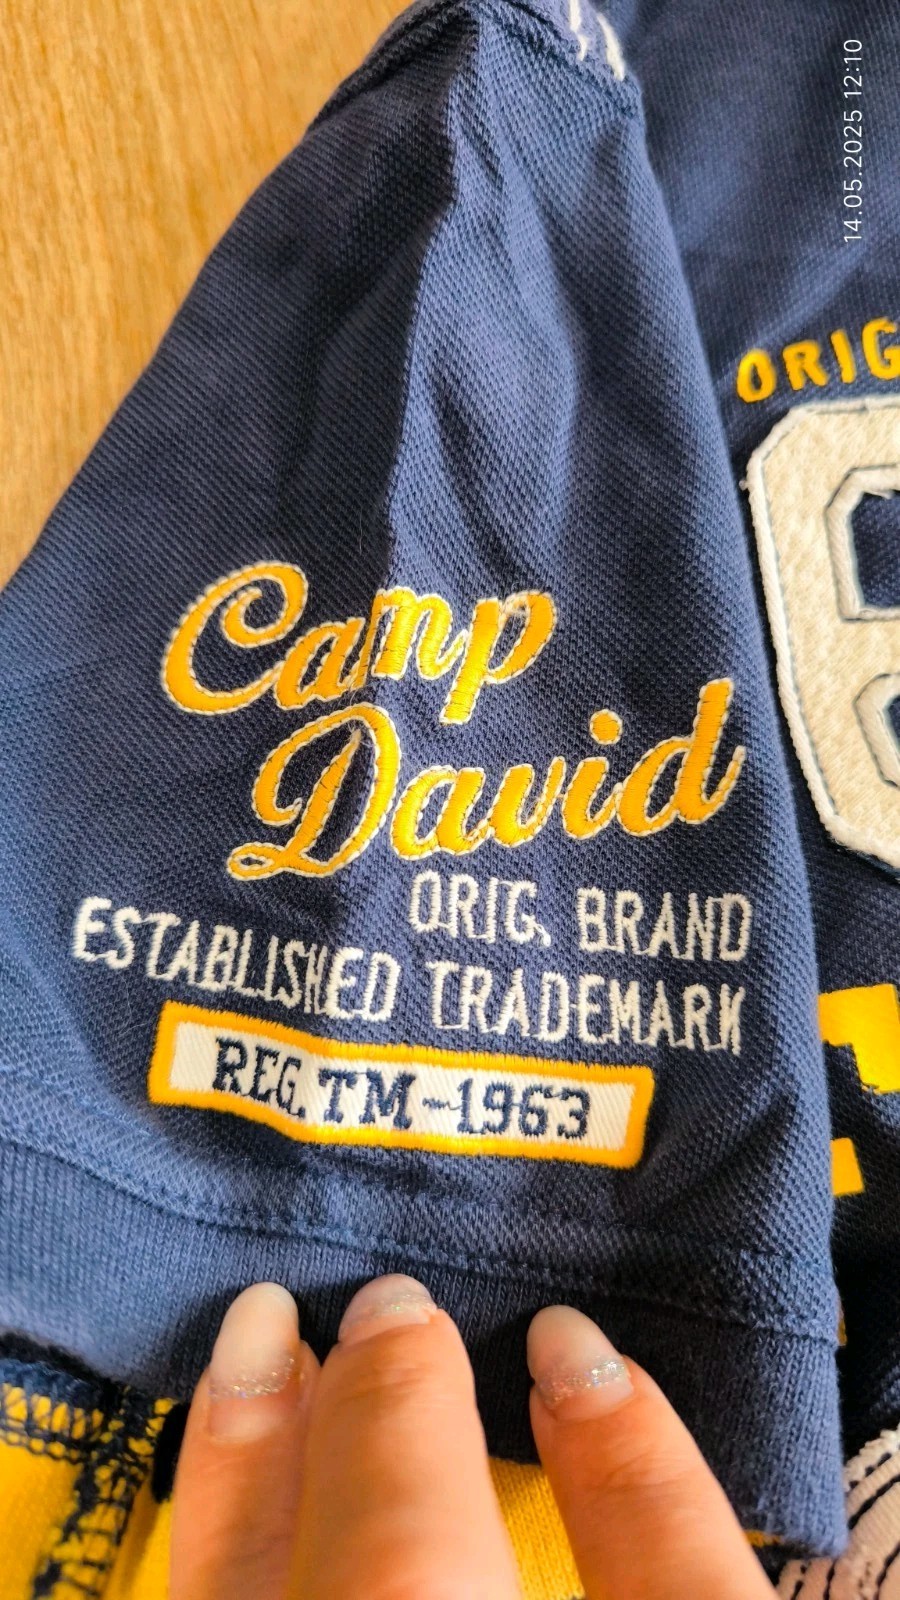 14.05.2025 12:10
ORIG
Camp
David
ORIG. BRAND
ESTABLISHED TRADEMARK
REG. TM-1963